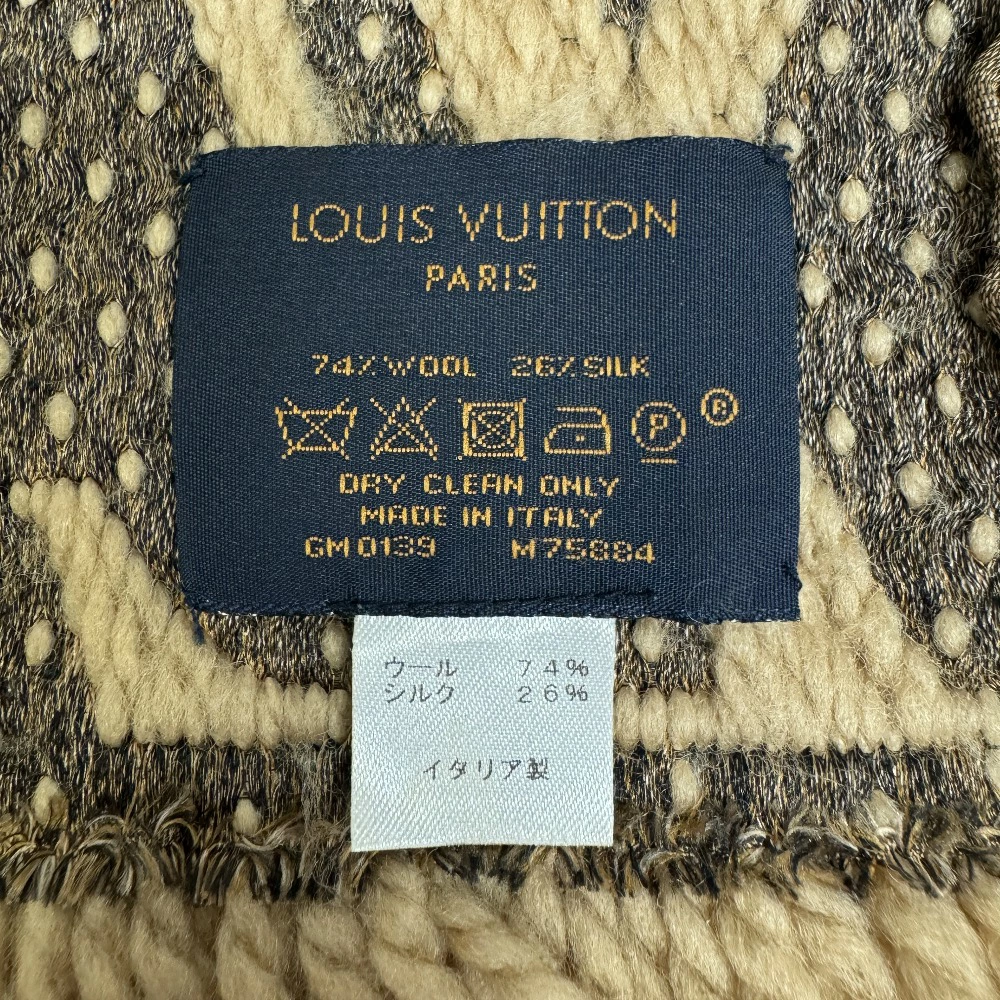 LOUIS VUITTON
PARIS
74% WOOL 26% SILK
P R
DRY CLEAN ONLY
MADE IN ITALY
GM0139 M75884
ウール 74%
シルク 26%
イタリア製